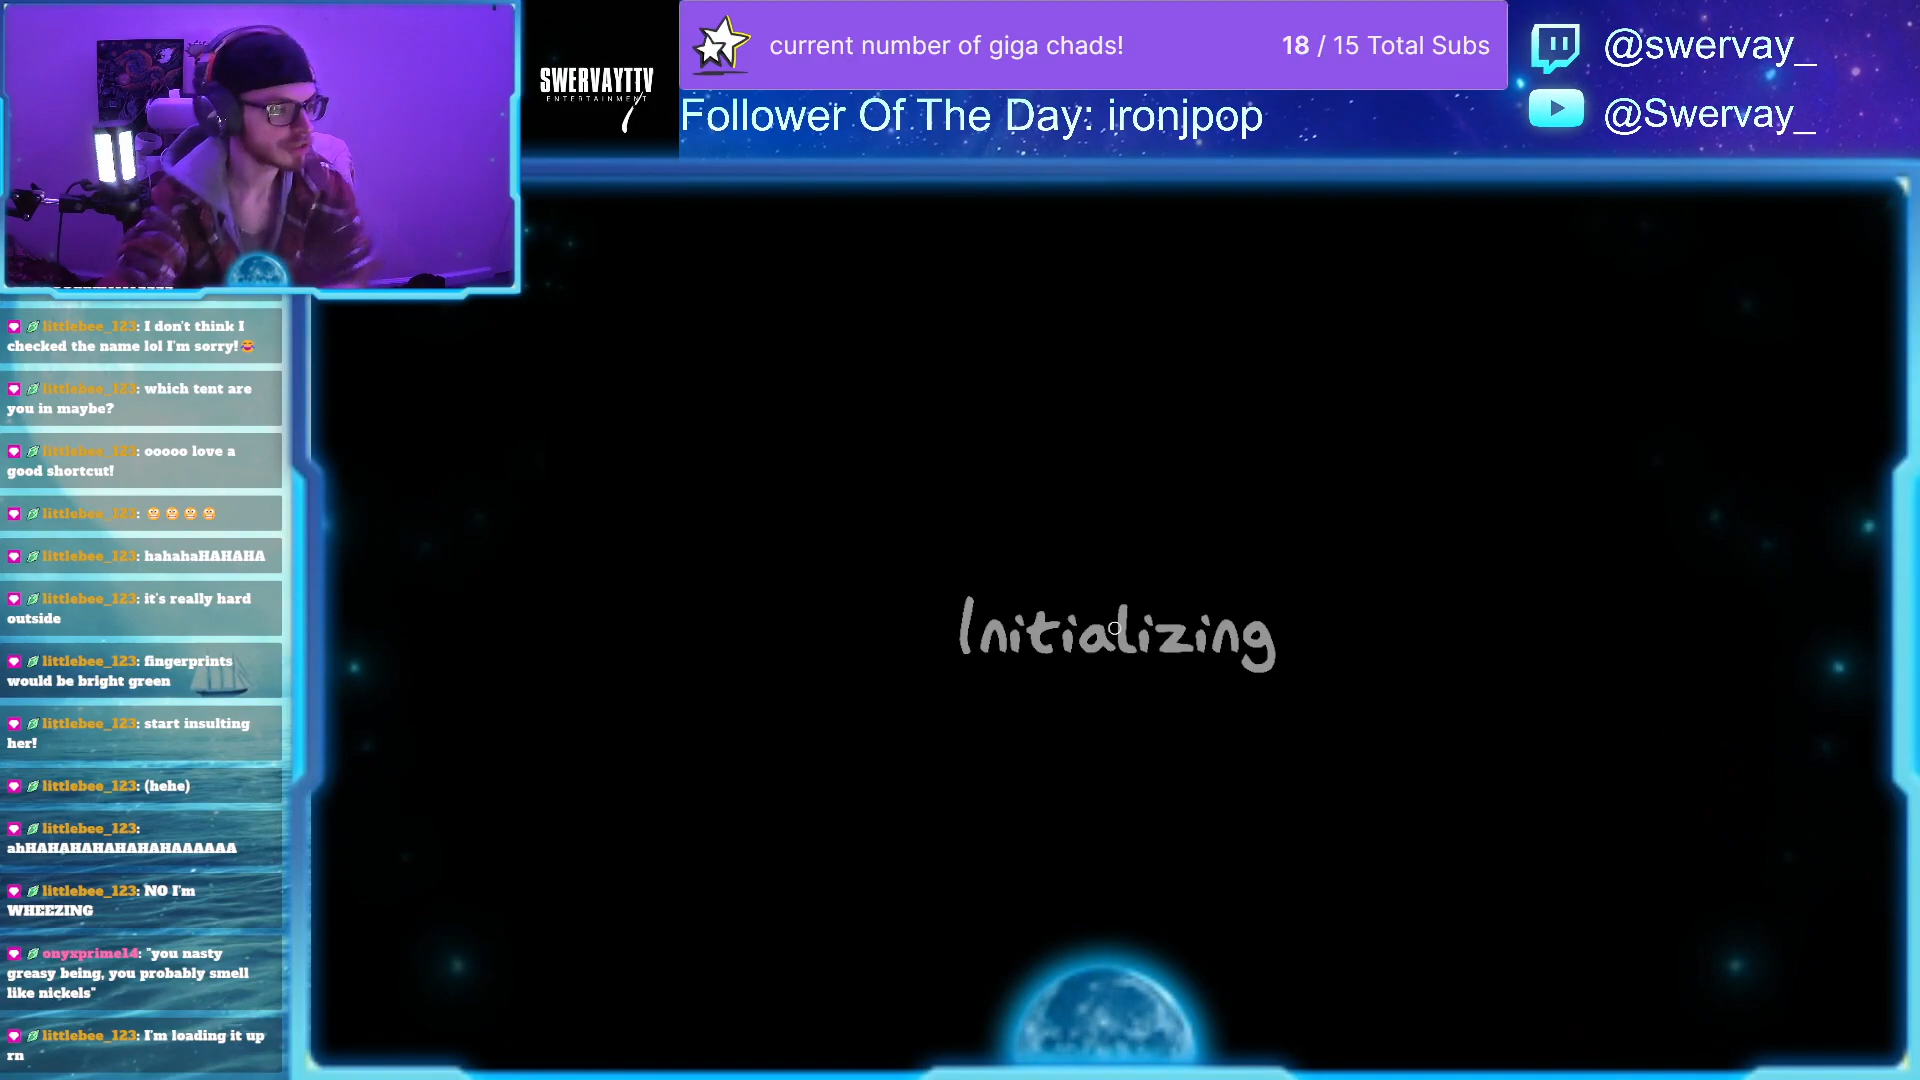 SWERVAYTTV
ENTERTAINMENT
current number of giga chads!
18 / 15 Total Subs
Follower Of The Day: ironjpop
@swervay_
@Swervay_
littlebee_123: I don't think I
checked the name lol I'm sorry!
littlebee_123: which tent are
you in maybe?
littlebee_123: ooooo love a
good shortcut!
littlebee_123:
littlebee_123: hahahaHAHAHA
littlebee_123: it's really hard
outside
littlebee_123: fingerprints
would be bright green
littlebee_123: start insulting
her!
littlebee_123: (hehe)
littlebee_123:
ahHAHAHAHAHAHAHAAAAAA
littlebee_123: NO I'm
WHEEZING
onyxprime14: "you nasty
greasy being, you probably smell
like nickels"
littlebee_123: I'm loading it up
rn
Initializing